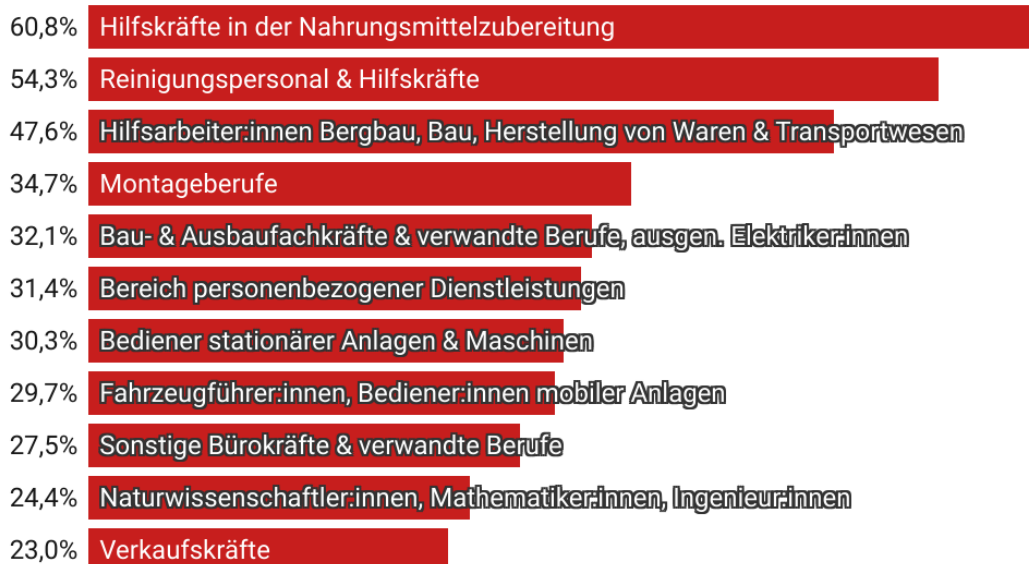 60,8% Hilfskräfte in der Nahrungsmittelzubereitung
54,3% Reinigungspersonal & Hilfskräfte
47,6% Hilfsarbeiter:innen Bergbau, Bau, Herstellung von Waren & Transportwesen
34,7% Montageberufe
32,1% Bau- & Ausbaufachkräfte & verwandte Berufe, ausgen. Elektriker:innen
31,4% Bereich personenbezogener Dienstleistungen
30,3% Bediener stationärer Anlagen & Maschinen
29,7% Fahrzeugführer:innen, Bediener:innen mobiler Anlagen
27,5% Sonstige Bürokräfte & verwandte Berufe
24,4% Naturwissenschaftler:innen, Mathematiker:innen, Ingenieur:innen
23,0% Verkaufskräfte